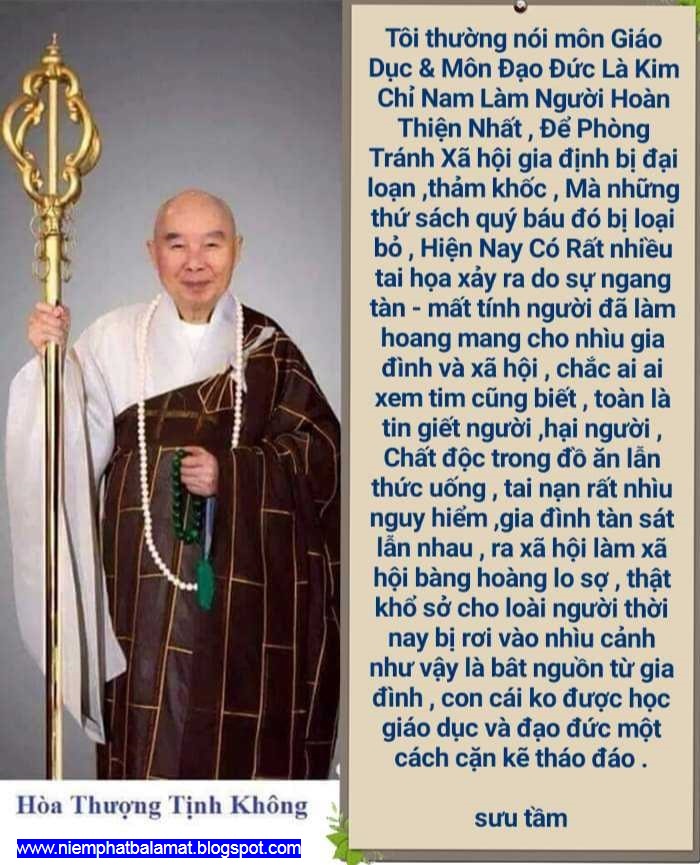 Tôi thường nói môn Giáo
Dục & Môn Đạo Đức Là Kim
Chỉ Nam Làm Người Hoàn
Thiện Nhất , Để Phòng
Tránh Xã hội gia định bị đại
loạn ,thảm khốc , Mà những
thứ sách quý báu đó bị loại
bỏ , Hiện Nay Có Rất nhiều
tai họa xảy ra do sự ngang
tàn - mất tính người đã làm
hoang mang cho nhìu gia
đình và xã hội , chắc ai ai
xem tim cũng biết , toàn là
tin giết người ,hại người ,
Chất độc trong đồ ăn lẫn
thức uống , tai nạn rất nhìu
nguy hiểm ,gia đình tàn sát
lẫn nhau , ra xã hội làm xã
hội bàng hoàng lo sợ , thật
khổ sở cho loài người thời
nay bị rơi vào nhìu cảnh
như vậy là bât nguồn từ gia
đình , con cái ko được học
giáo dục và đạo đức một
cách cặn kẽ tháo đáo .
sưu tầm
Hòa Thượng Tịnh Không
www.niemphatbalamat.blogspot.com